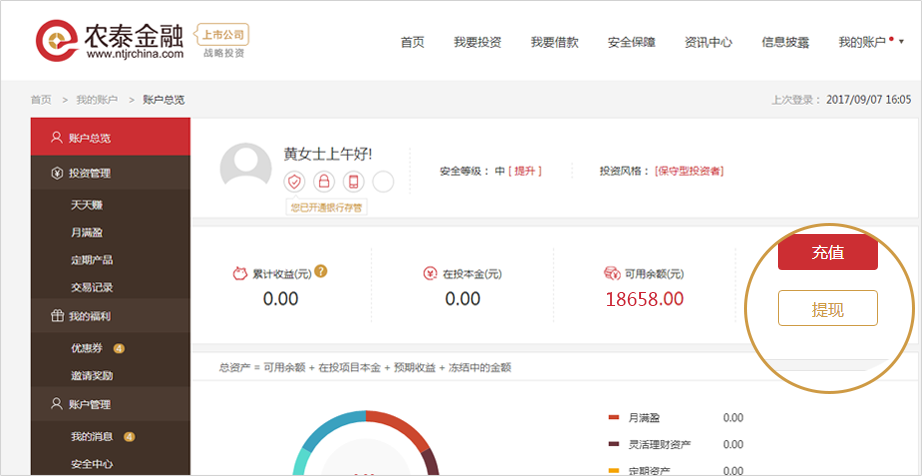 农泰金融
www.ntjrchina.com
上市公司
战略投资
首页 我要投资 我要借款 安全保障 资讯中心 信息披露 我的账户
首页 > 我的账户 > 账户总览
上次登录： 2017/09/07 16:05
账户总览
投资管理
天天赚
月满盈
定期产品
交易记录
我的福利
优惠券 4
邀请奖励
账户管理
我的消息 4
安全中心
黄女士上午好!
您已开通银行存管
安全等级： 中 [ 提升 ]
投资风格： [保守型投资者]
累计收益(元) ?
0.00
在投本金(元)
0.00
可用余额(元)
18658.00
充值
提现
总资产 = 可用余额 + 在投项目本金 + 预期收益 + 冻结中的金额
月满盈 0.00
灵活理财资产 0.00
定期资产 0.00